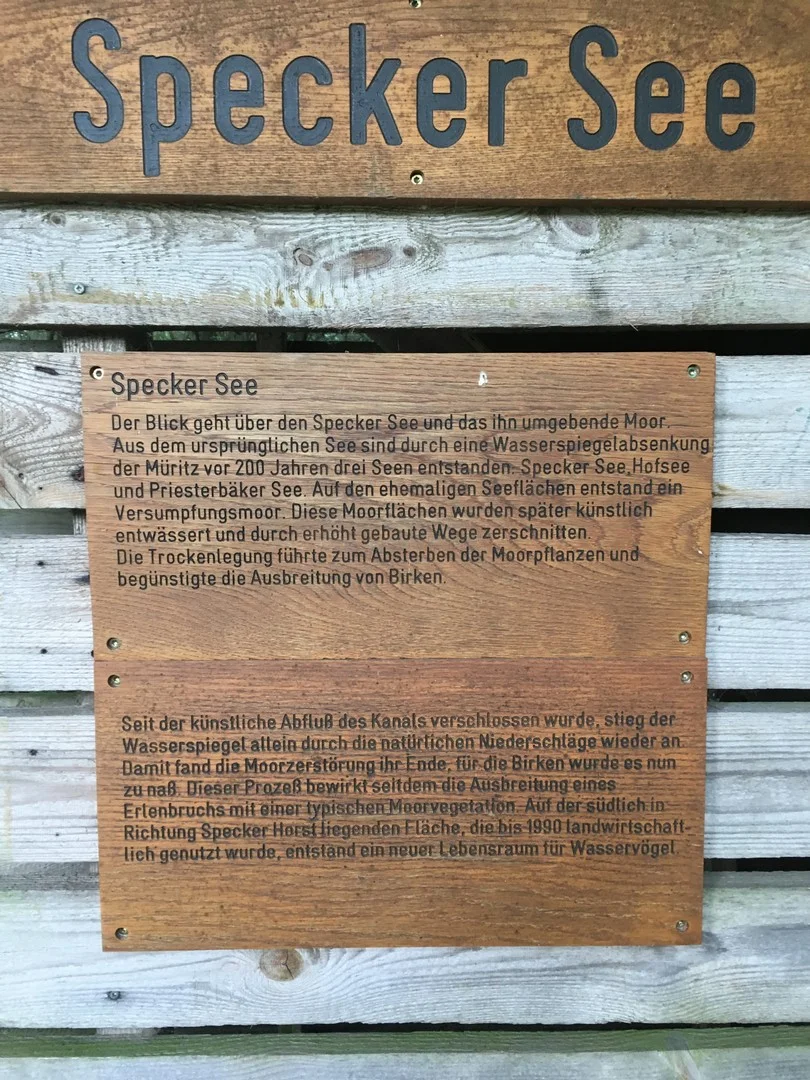 Specker See
Specker See
Der Blick geht über den Specker See und das ihn umgebende Moor.
Aus dem ursprünglichen See sind durch eine Wasserspiegelabsenkung
der Müritz vor 200 Jahren drei Seen entstanden: Specker See, Hofsee
und Priesterbäker See. Auf den ehemaligen Seeflächen entstand ein
Versumpfungsmoor. Diese Moorflächen wurden später künstlich
entwässert und durch erhöht gebaute Wege zerschnitten.
Die Trockenlegung führte zum Absterben der Moorpflanzen und
begünstigte die Ausbreitung von Birken.
Seit der künstliche Abfluß des Kanals verschlossen wurde, stieg der
Wasserspiegel allein durch die natürlichen Niederschläge wieder an.
Damit fand die Moorzerstörung ihr Ende, für die Birken wurde es nun
zu naß. Dieser Prozeß bewirkt seitdem die Ausbreitung eines
Erlenbruchs mit einer typischen Moorvegetation. Auf der südlich in
Richtung Specker Horst liegenden Fläche, die bis 1990 landwirtschaft-
lich genutzt wurde, entstand ein neuer Lebensraum für Wasservögel.